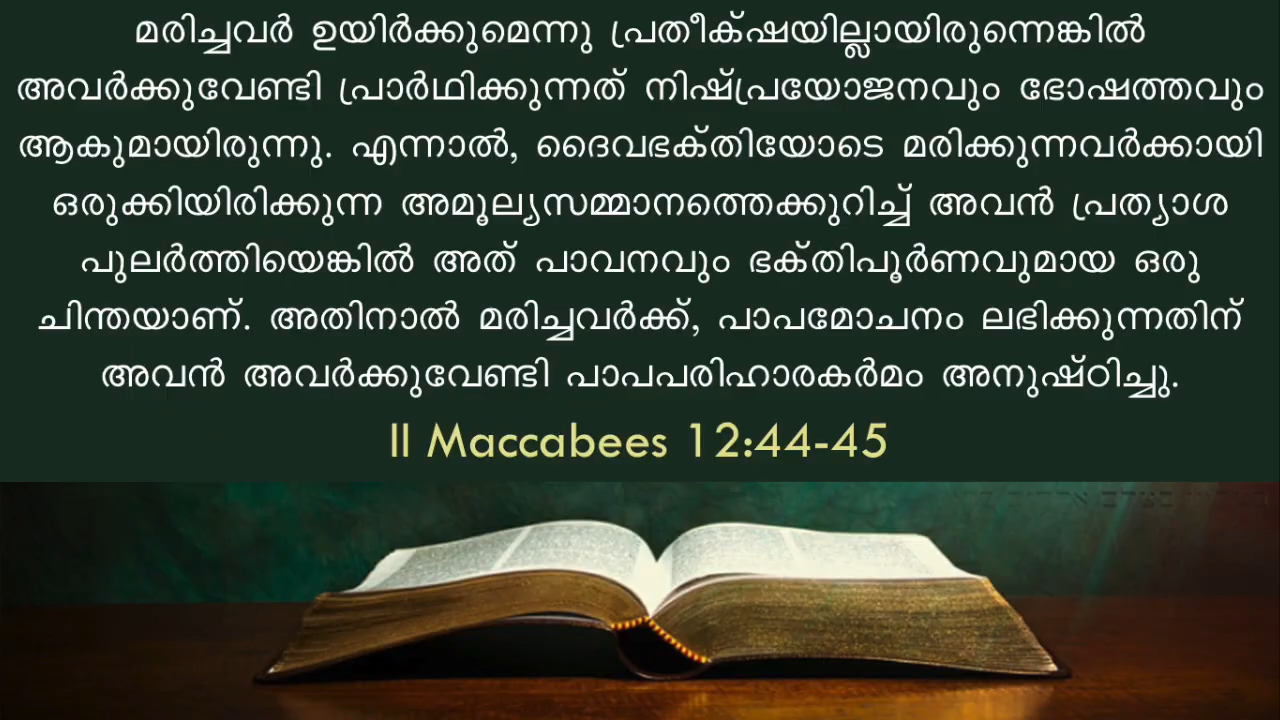 മരിച്ചവർ ഉയിർക്കുമെന്നു പ്രതീക്‌ഷയില്ലായിരുന്നെങ്കിൽ
അവർക്കുവേണ്ടി പ്രാർഥിക്കുന്നത് നിഷ്‌പ്രയോജനവും ഭോഷത്തവും
ആകുമായിരുന്നു. എന്നാൽ, ദൈവഭക്‌തിയോടെ മരിക്കുന്നവർക്കായി
ഒരുക്കിയിരിക്കുന്ന അമൂല്യസമ്മാനത്തെക്കുറിച്ച് അവൻ പ്രത്യാശ
പുലർത്തിയെങ്കിൽ അത് പാവനവും ഭക്‌തിപൂർണവുമായ ഒരു
ചിന്തയാണ്. അതിനാൽ മരിച്ചവർക്ക്, പാപമോചനം ലഭിക്കുന്നതിന്
അവൻ അവർക്കുവേണ്ടി പാപപരിഹാരകർമം അനുഷ്ഠിച്ചു.
II Maccabees 12:44-45